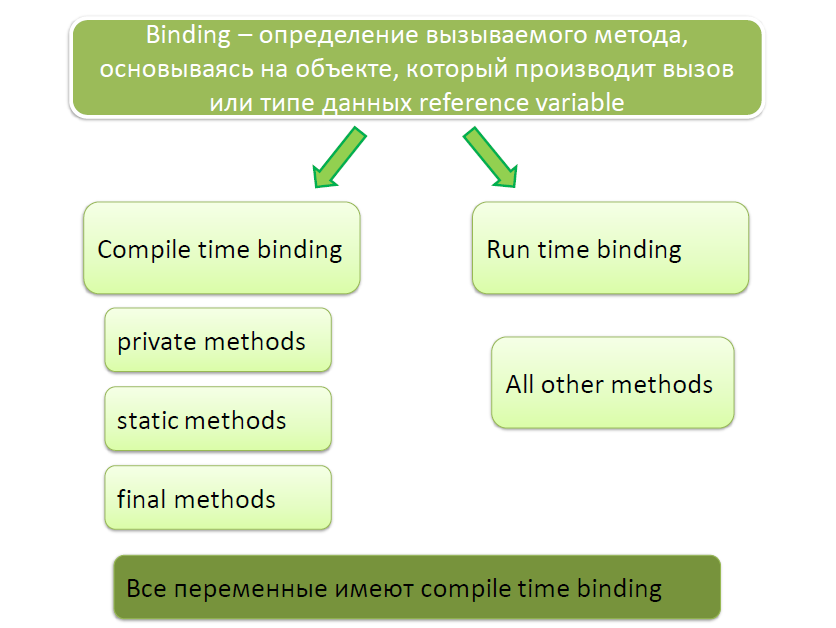 Binding – определение вызываемого метода,
основываясь на объекте, который производит вызов
или типе данных reference variable
Compile time binding
Run time binding
private methods
static methods
final methods
All other methods
Все переменные имеют compile time binding